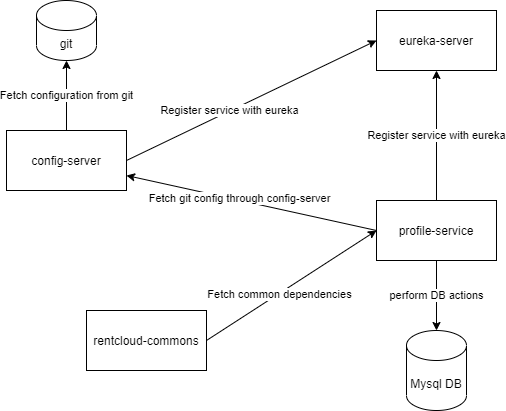 git
eureka-server
Fetch configuration from git
Register service with eureka
Register service with eureka
config-server
Fetch git config through config-server
profile-service
Fetch common dependencies
perform DB actions
rentcloud-commons
Mysql DB